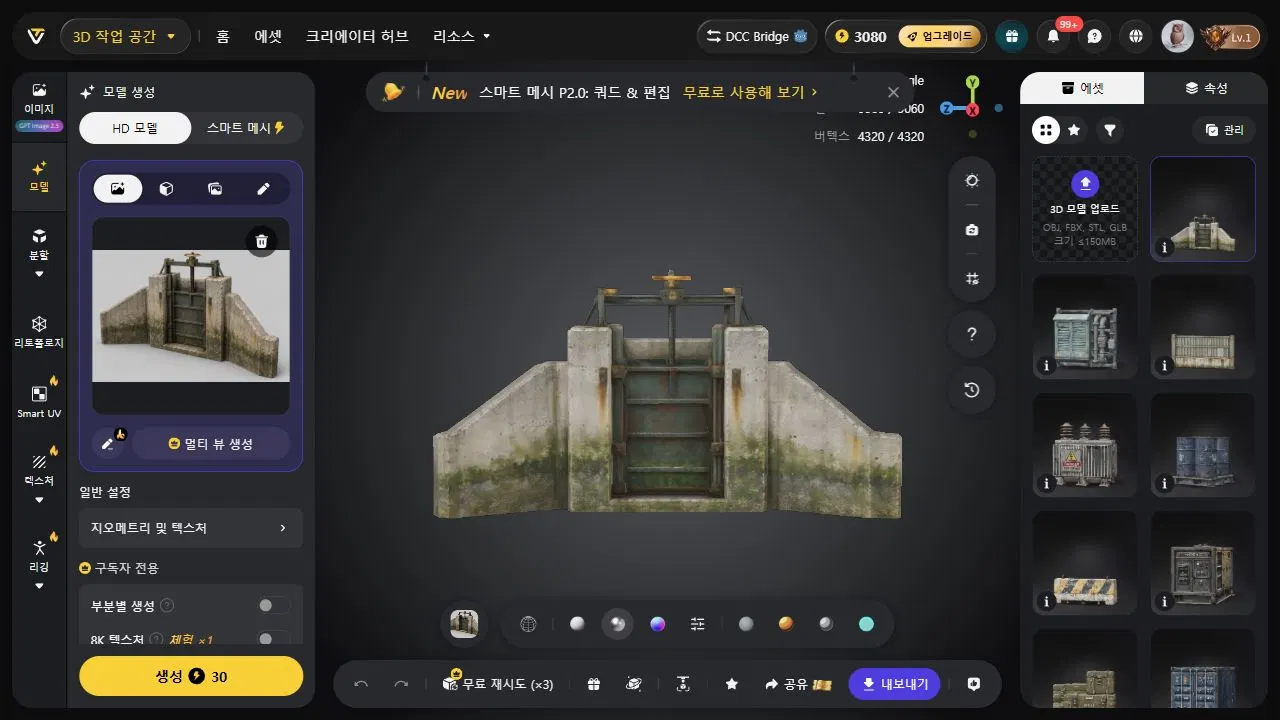 3D 작업 공간
홈
에셋
크리에이터 허브
리소스
DCC Bridge
3080
업그레이드
99+
Lv.1
이미지
GPT Image 2.5
모델
분할
리토폴로지
Smart UV
텍스처
리깅
모델 생성
HD 모델
스마트 메시
멀티 뷰 생성
일반 설정
지오메트리 및 텍스처
구독자 전용
부분별 생성
8K 텍스처
체험 ×1
생성
30
New
스마트 메시 P2.0: 쿼드 & 편집
무료로 사용해 보기 ›
버텍스 4320 / 4320
Y
Z
X
무료 재시도 (×3)
공유
내보내기
에셋
속성
관리
3D 모델 업로드
OBJ, FBX, STL, GLB
크기 ≤150MB